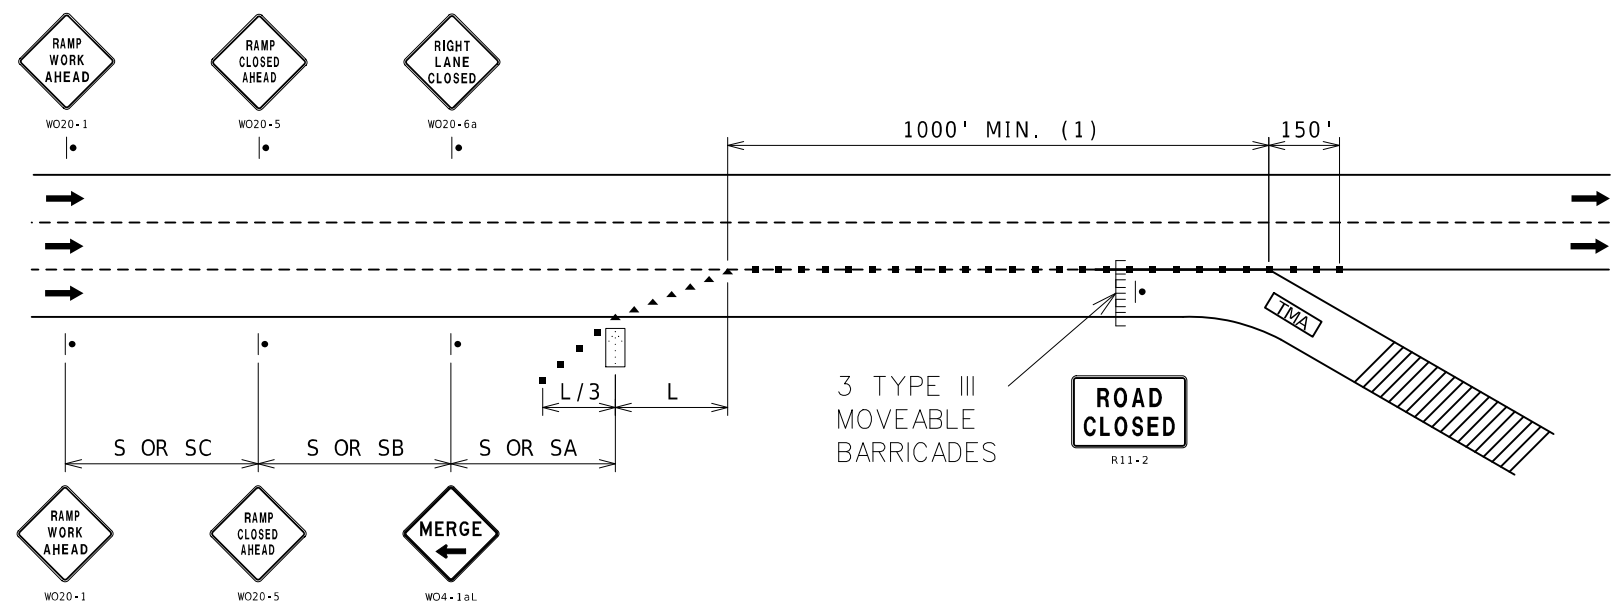 RAMP
WORK
AHEAD
WO20-1
RAMP
CLOSED
AHEAD
WO20-5
RIGHT
LANE
CLOSED
WO20-6a
1000' MIN. (1)
150'
TMA
L/3
L
3 TYPE III
MOVEABLE
BARRICADES
ROAD
CLOSED
R11-2
S OR SC
S OR SB
S OR SA
RAMP
WORK
AHEAD
WO20-1
RAMP
CLOSED
AHEAD
WO20-5
MERGE
WO4-1aL